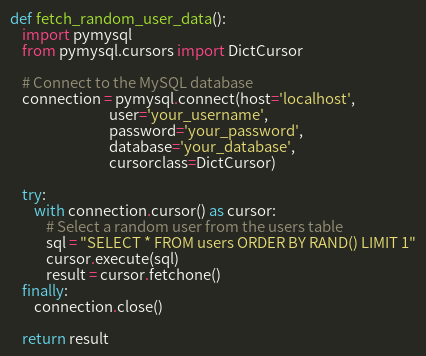 def fetch_random_user_data():
    import pymysql
    from pymysql.cursors import DictCursor

    # Connect to the MySQL database
    connection = pymysql.connect(host='localhost',
                                 user='your_username',
                                 password='your_password',
                                 database='your_database',
                                 cursorclass=DictCursor)

    try:
        with connection.cursor() as cursor:
            # Select a random user from the users table
            sql = "SELECT * FROM users ORDER BY RAND() LIMIT 1"
            cursor.execute(sql)
            result = cursor.fetchone()
    finally:
        connection.close()

    return result